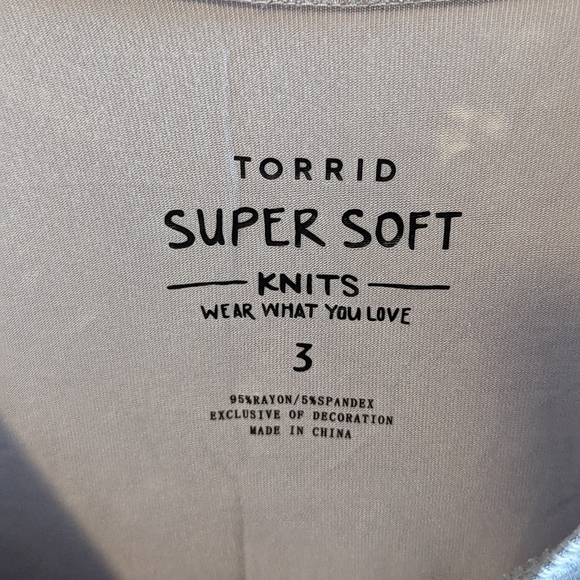 TORRID
SUPER SOFT
KNITS
WEAR WHAT YOU LOVE
3
95%RAYON/5%SPANDEX
EXCLUSIVE OF DECORATION
MADE IN CHINA